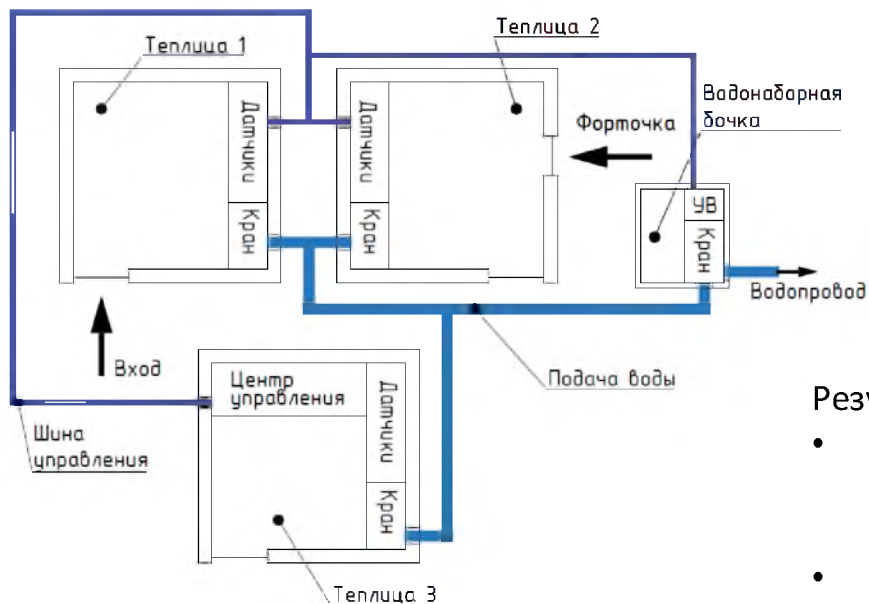 Теплица 1
Теплица 2
Вадонабарная
бочка
Форточка
Датчики
Датчики
Кран
Кран
УВ
Кран
Водопровод
Вход
Подача воды
Центр
управления
Датчики
Кран
Шина
управления
Теплица 3